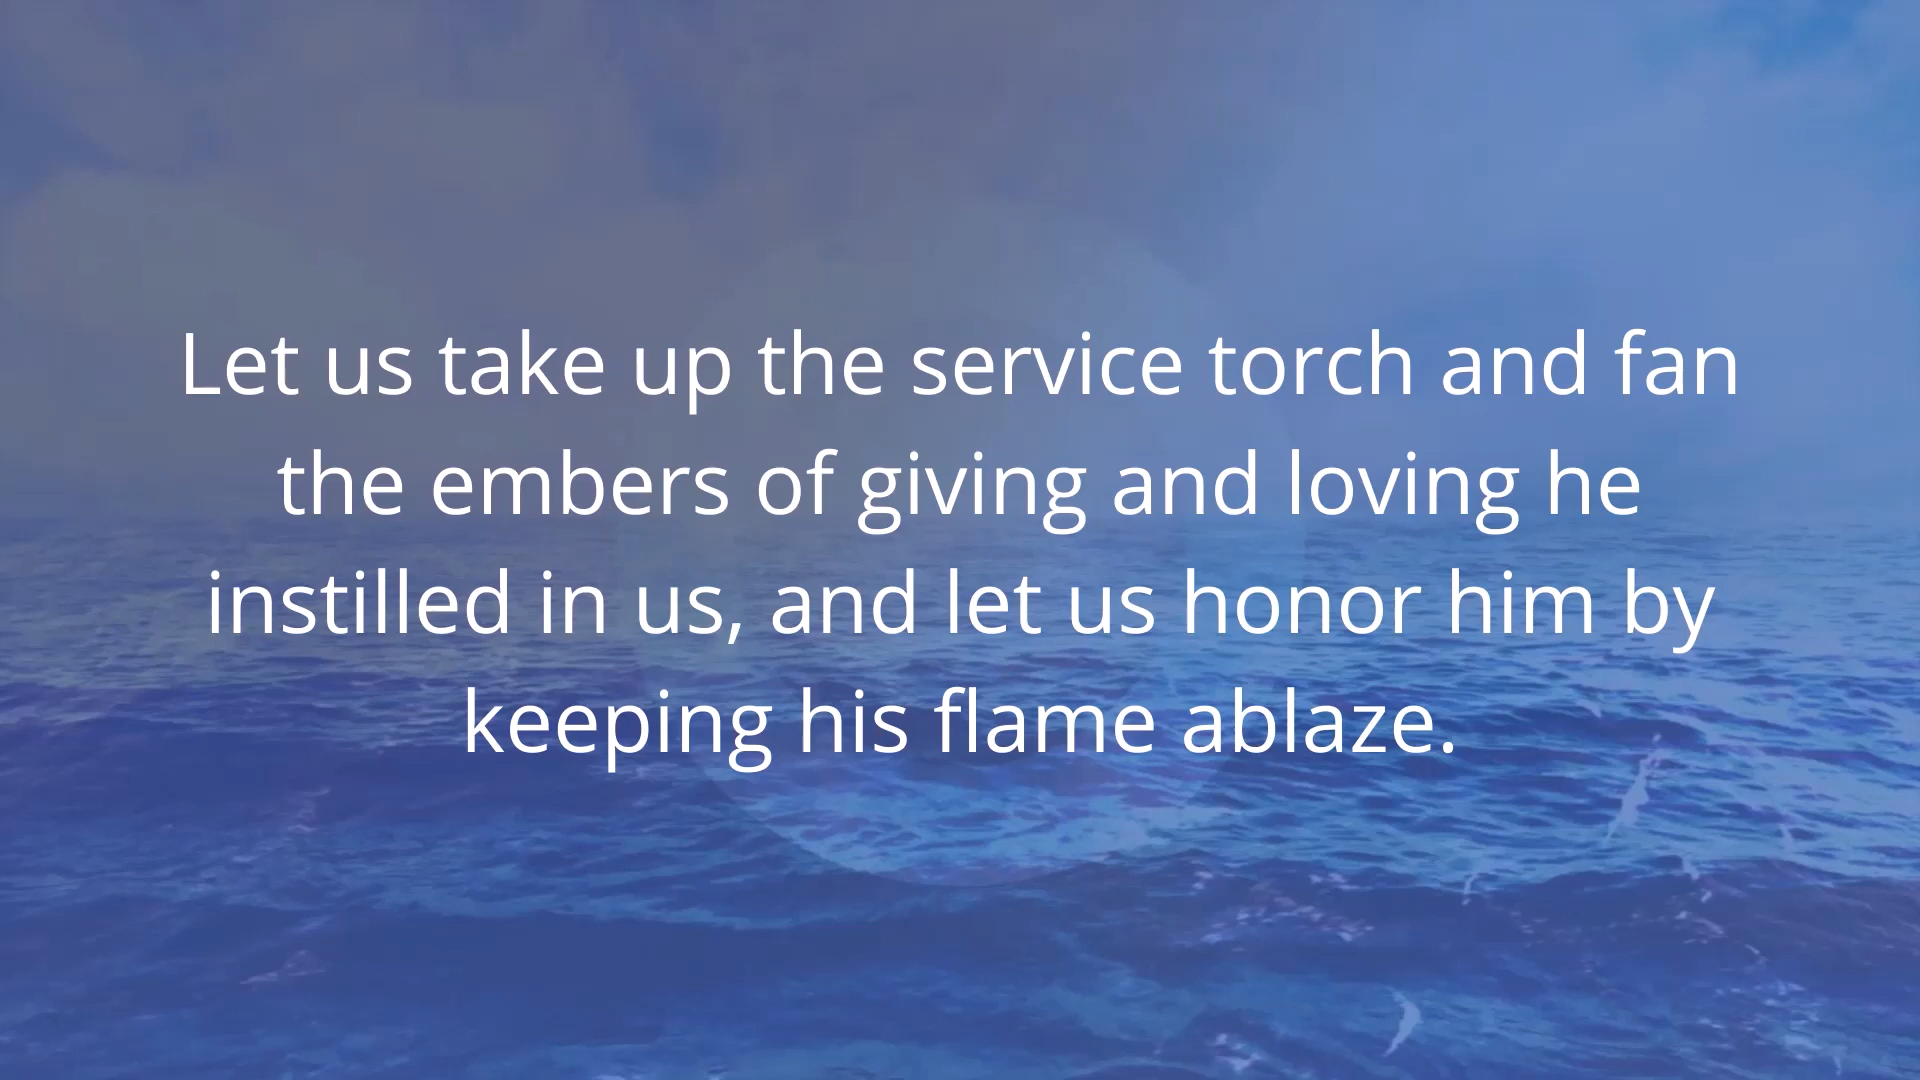 Let us take up the service torch and fan
the embers of giving and loving he
instilled in us, and let us honor him by
keeping his flame ablaze.